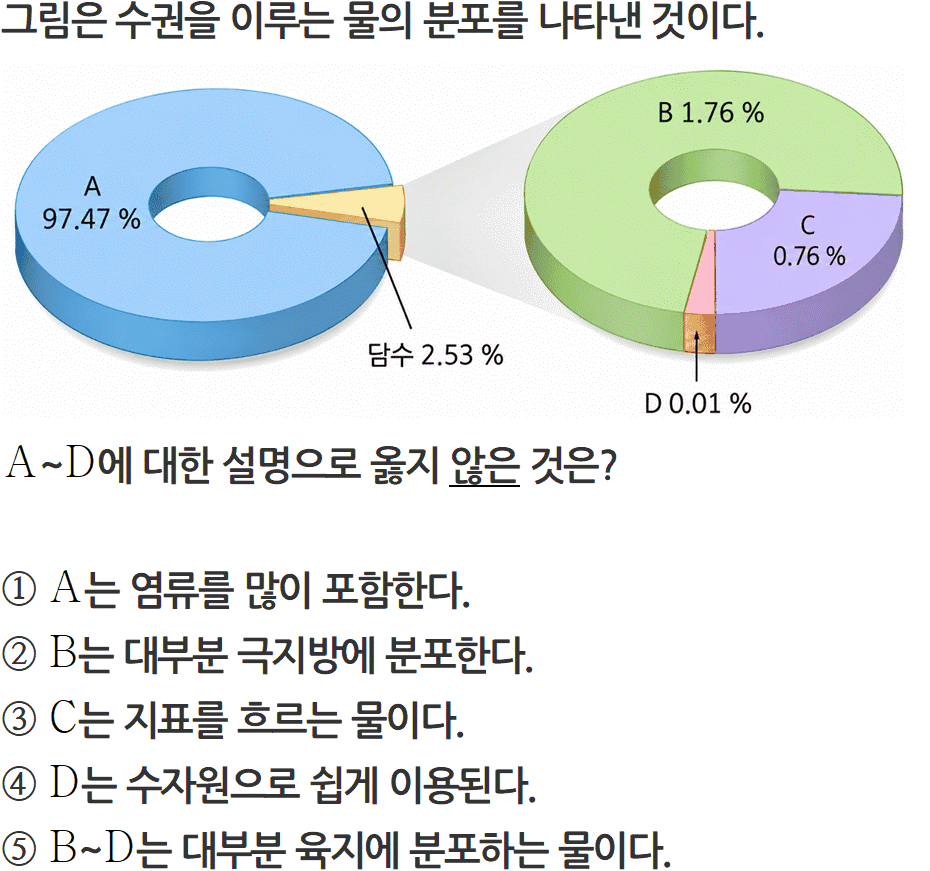 그림은 수권을 이루는 물의 분포를 나타낸 것이다.
A
97.47 %
담수 2.53 %
B 1.76 %
C
0.76 %
D 0.01 %
A~D에 대한 설명으로 옳지 않은 것은?
① A는 염류를 많이 포함한다.
② B는 대부분 극지방에 분포한다.
③ C는 지표를 흐르는 물이다.
④ D는 수자원으로 쉽게 이용된다.
⑤ B~D는 대부분 육지에 분포하는 물이다.